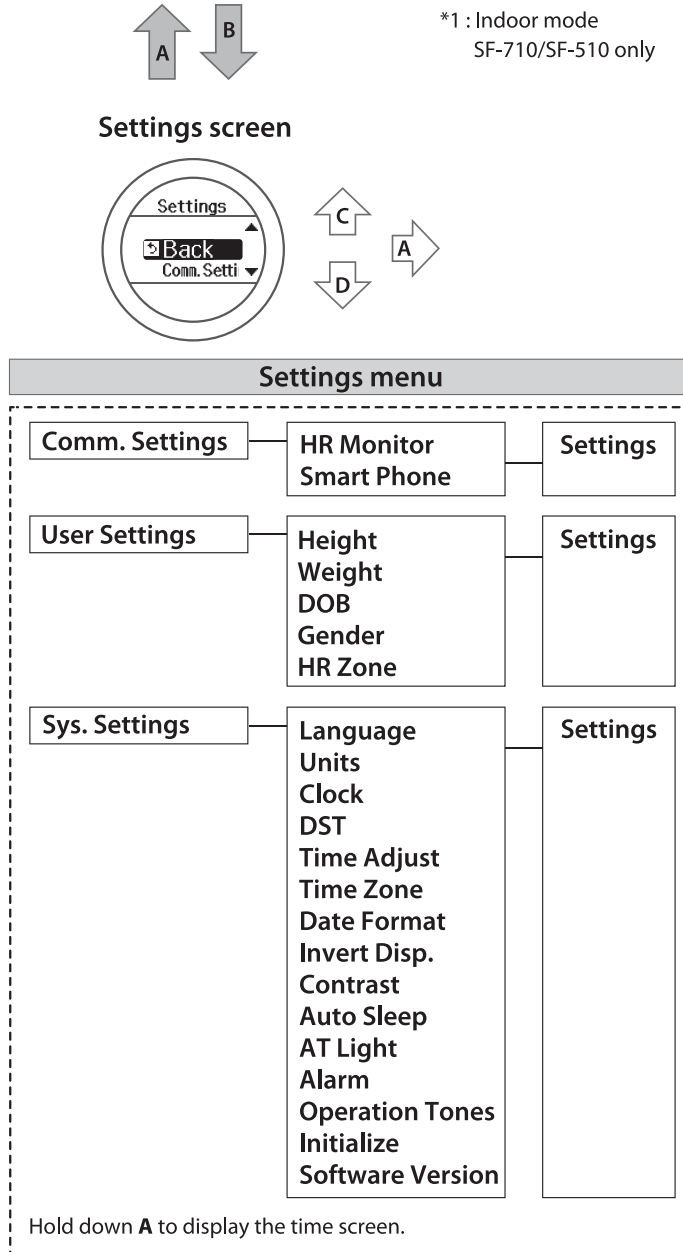 A
B
*1 : Indoor mode
SF-710/SF-510 only
Settings screen
Settings
Back
Comm. Setti
C
A
D
Settings menu
Comm. Settings
HR Monitor
Smart Phone
Settings
User Settings
Height
Weight
DOB
Gender
HR Zone
Settings
Sys. Settings
Language
Units
Clock
DST
Time Adjust
Time Zone
Date Format
Invert Disp.
Contrast
Auto Sleep
AT Light
Alarm
Operation Tones
Initialize
Software Version
Settings
Hold down A to display the time screen.